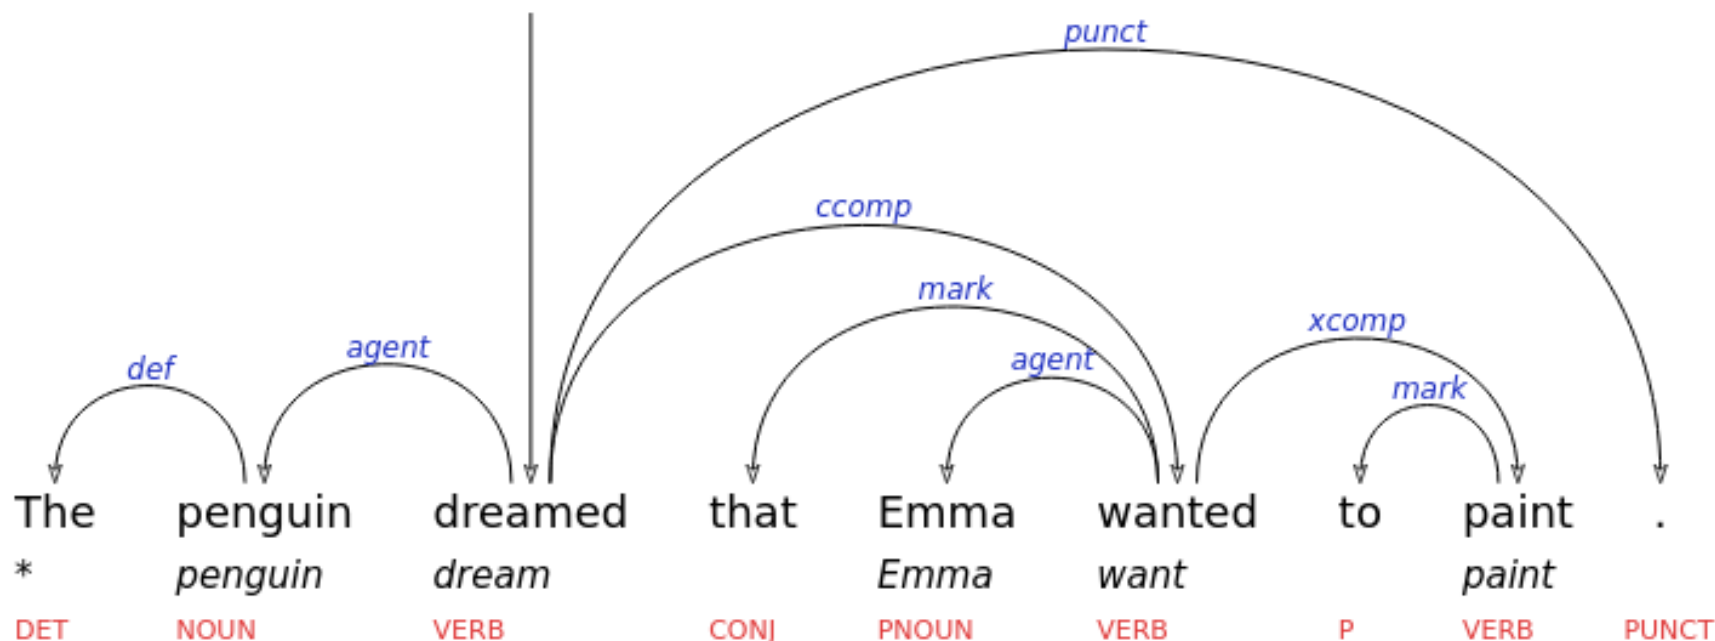 punct
ccomp
mark
xcomp
agent
agent
def
mark
The penguin dreamed that Emma wanted to paint .
* penguin dream Emma want paint
DET NOUN VERB CONJ PNOUN VERB P VERB PUNCT